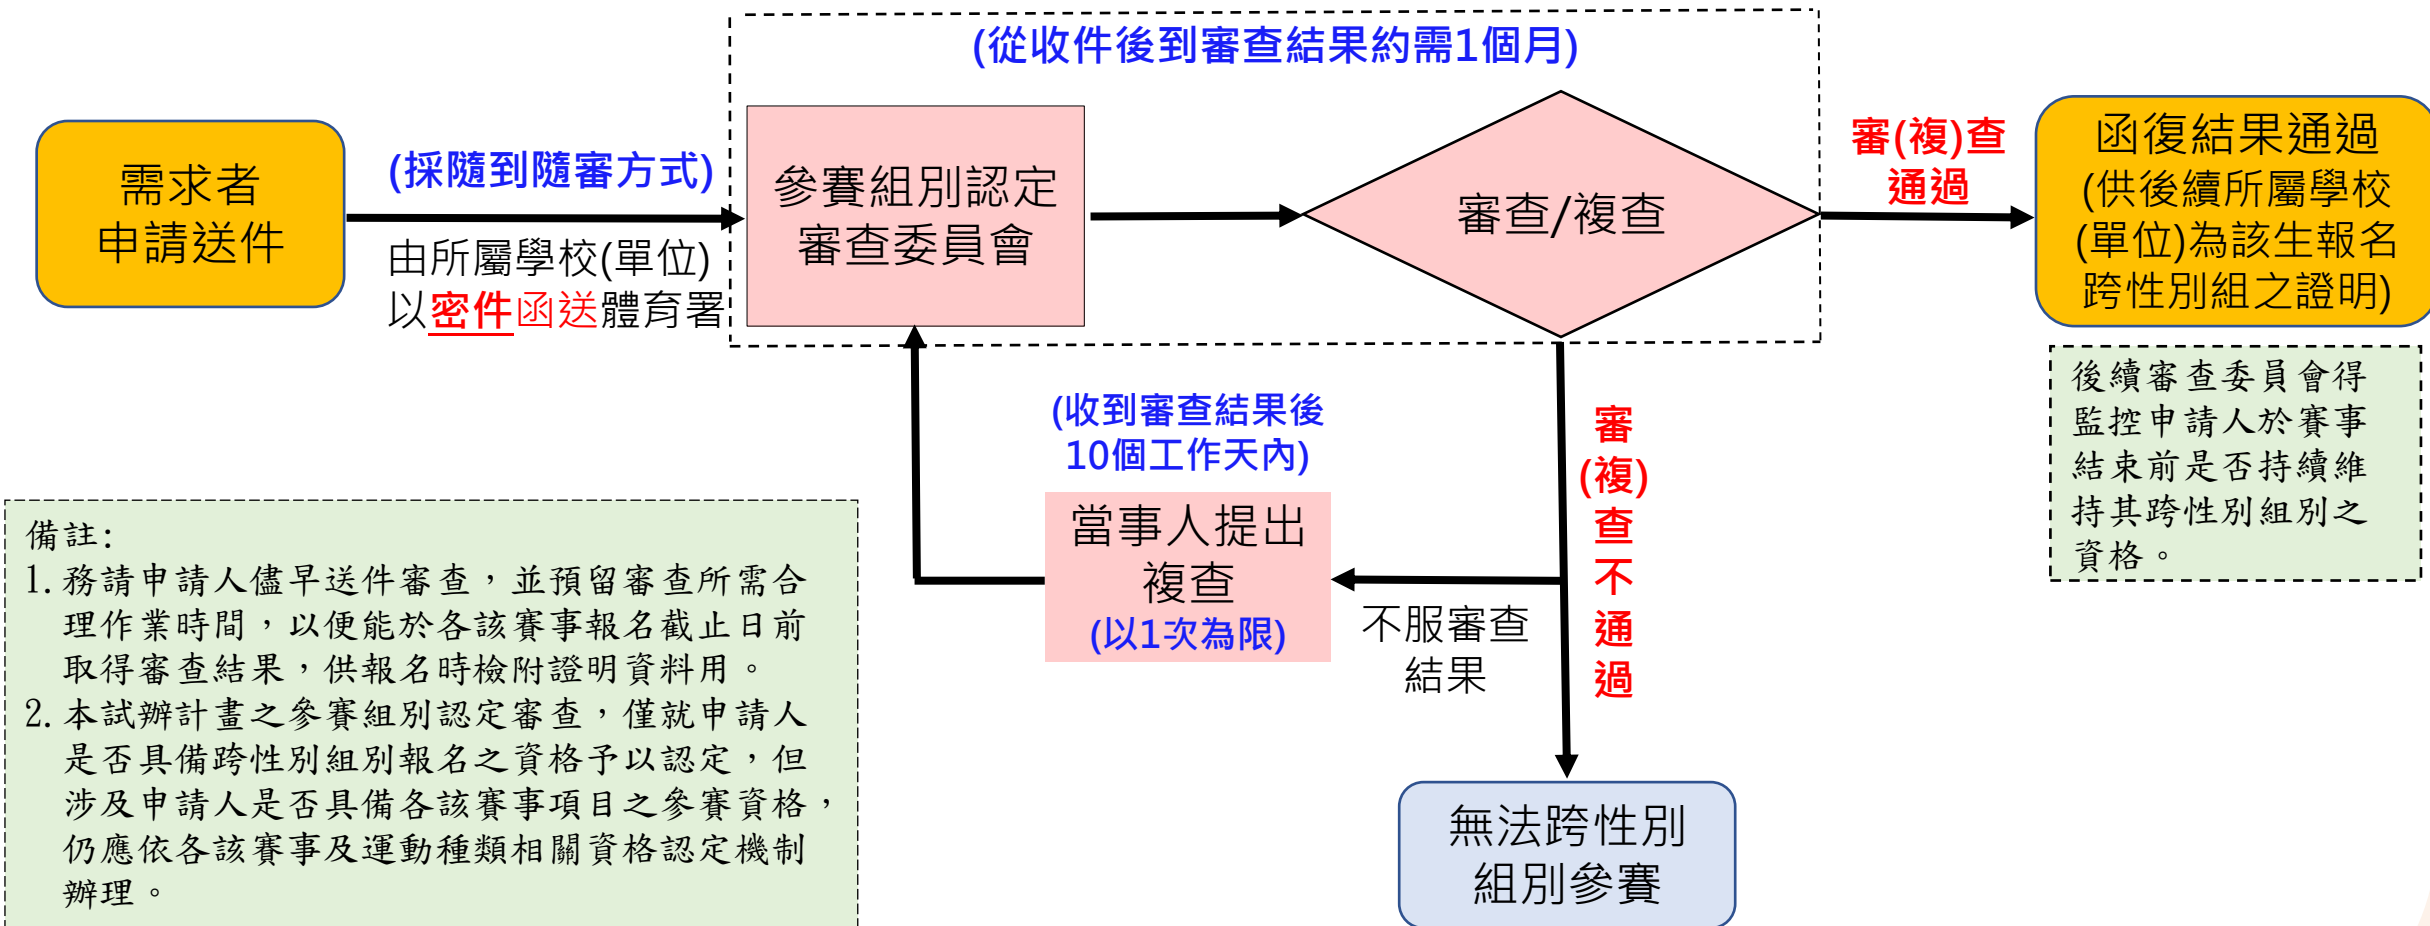 (從收件後到審查結果約需1個月)
需求者
申請送件
(採隨到隨審方式)
由所屬學校(單位)
以密件函送體育署
參賽組別認定
審查委員會
審查/複查
審(複)查
通過
函復結果通過
(供後續所屬學校
(單位)為該生報名
跨性別組之證明)
後續審查委員會得
監控申請人於賽事
結束前是否持續維
持其跨性別組別之
資格。
(收到審查結果後
10個工作天內)
當事人提出
複查
(以1次為限)
不服審查
結果
審
(複)
查
不
通
過
無法跨性別
組別參賽
備註:
1. 務請申請人儘早送件審查，並預留審查所需合
理作業時間，以便能於各該賽事報名截止日前
取得審查結果，供報名時檢附證明資料用。
2. 本試辦計畫之參賽組別認定審查，僅就申請人
是否具備跨性別組別報名之資格予以認定，但
涉及申請人是否具備各該賽事項目之參賽資格，
仍應依各該賽事及運動種類相關資格認定機制
辦理。